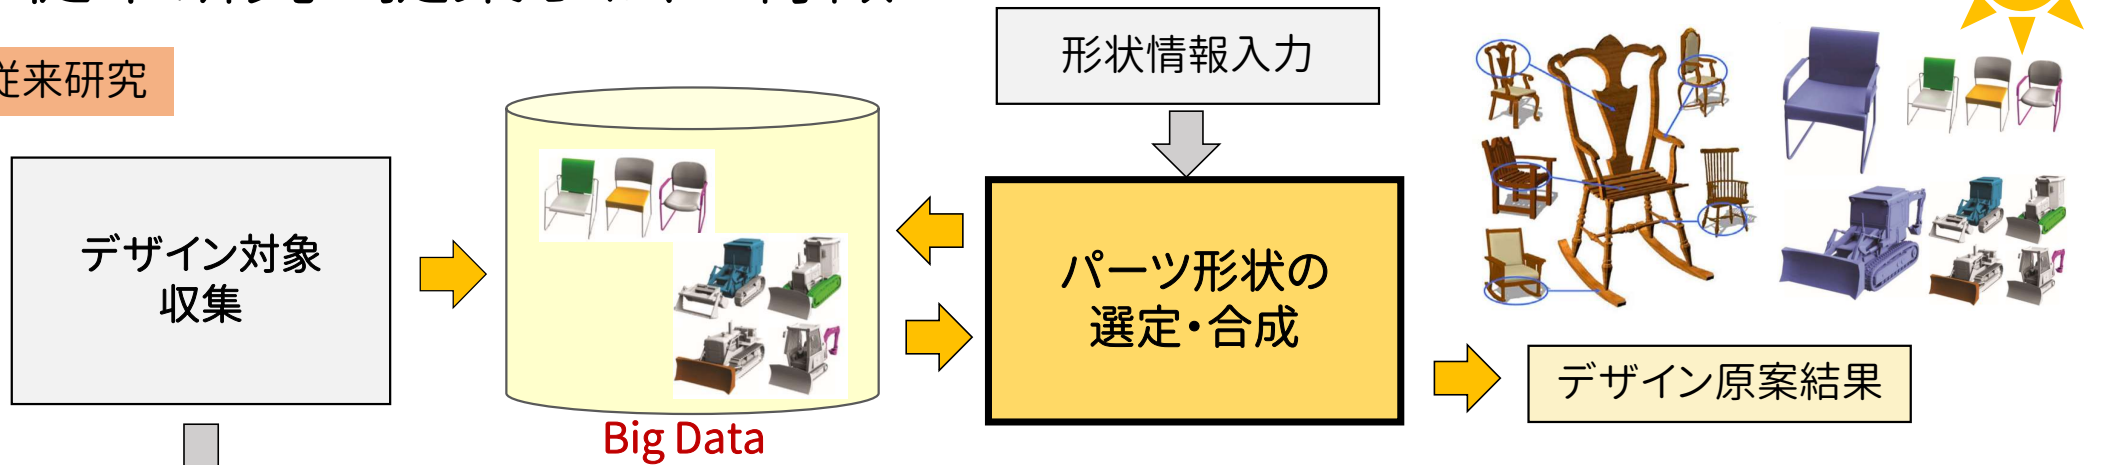 従来研究
形状情報入力
デザイン対象
収集
パーツ形状の
選定・合成
デザイン原案結果
Big Data